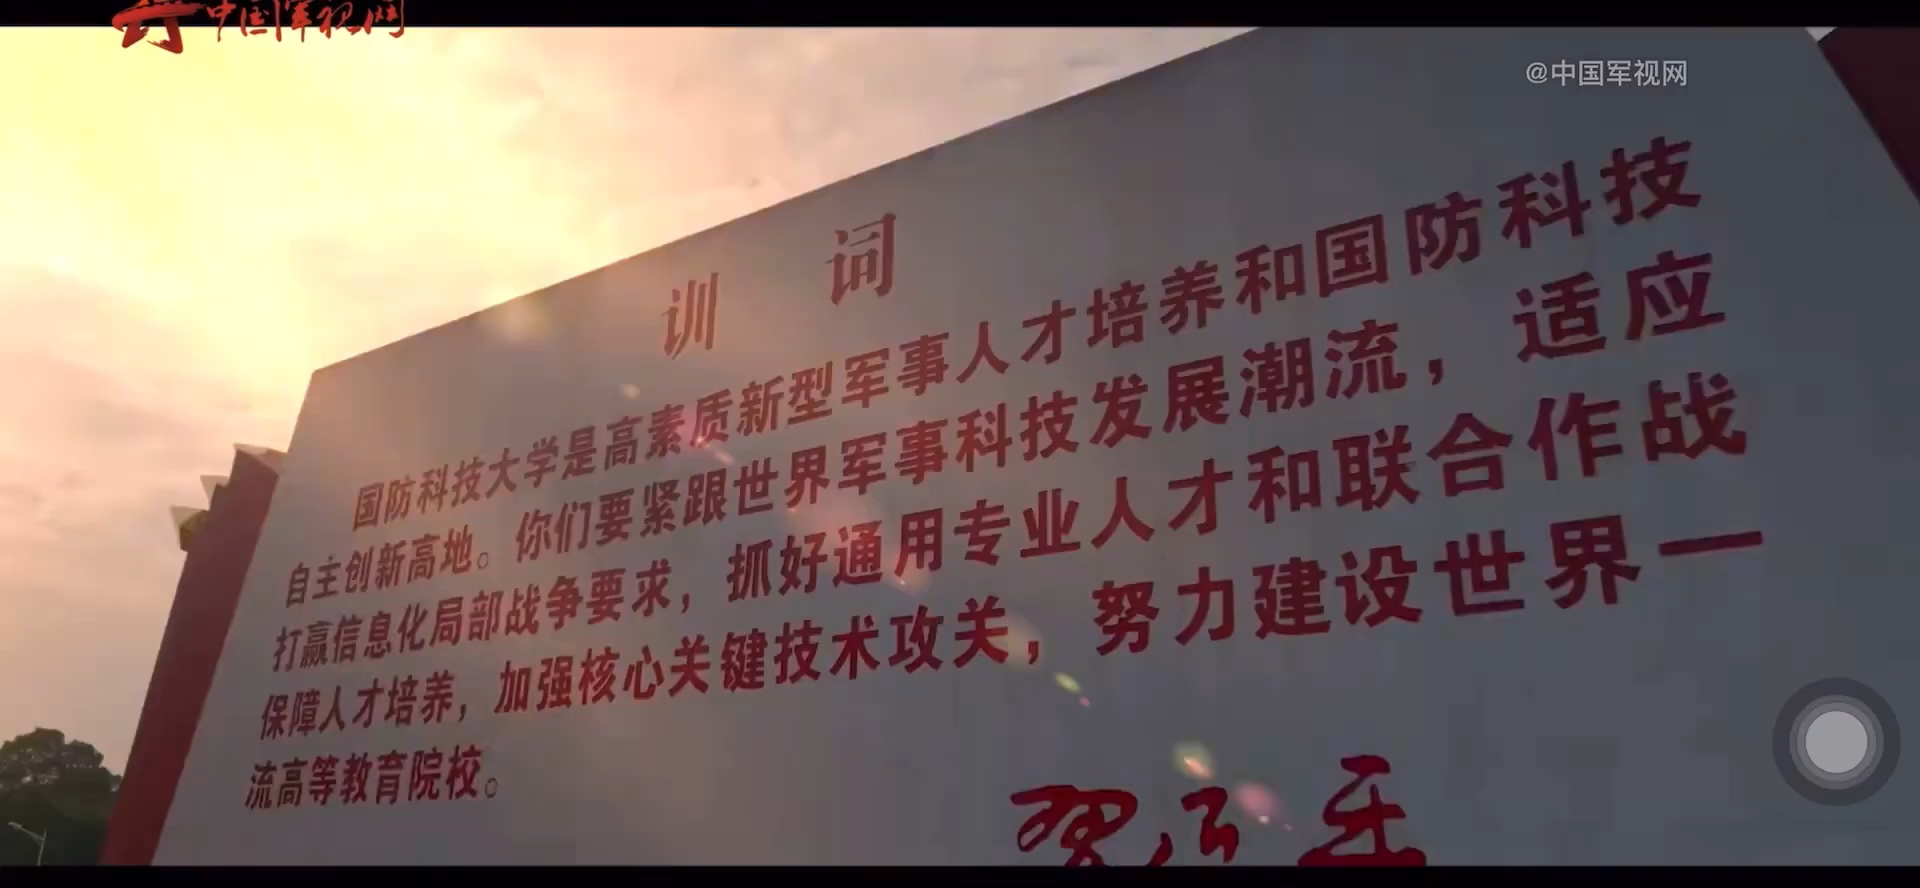 中国军视网
@中国军视网
训词
国防科技大学是高素质新型军事人才培养和国防科技
自主创新高地。你们要紧跟世界军事科技发展潮流，适应
打赢信息化局部战争要求，抓好通用专业人才和联合作战
保障人才培养，加强核心关键技术攻关，努力建设世界一
流高等教育院校。
习近平